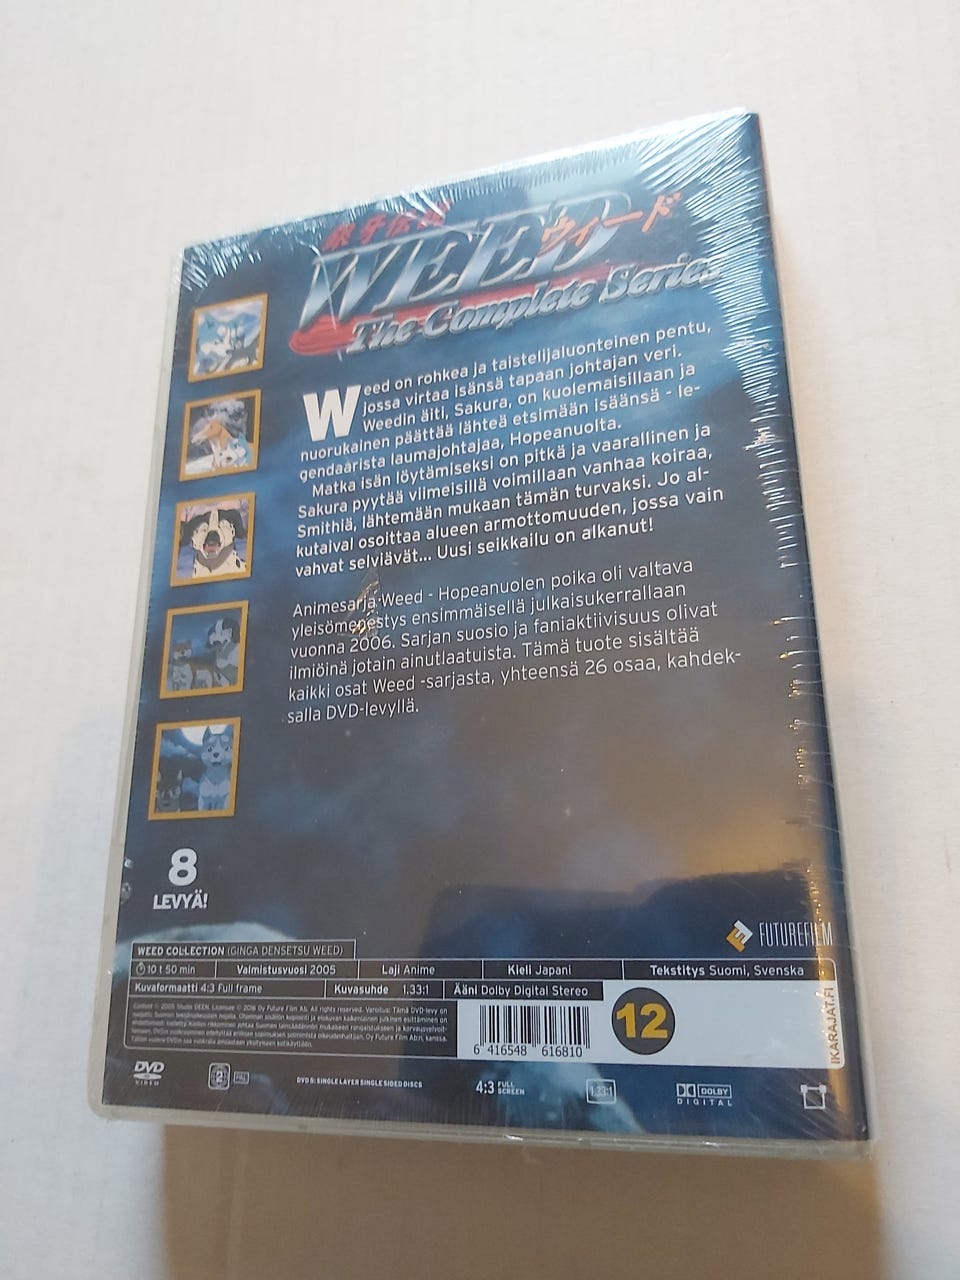 銀牙伝説
WEED
ウィード
The Complete Series
Weed on rohkea ja taistelijaluonteinen pentu,
jossa virtaa isänsä tapaan johtajan veri.
Weedin äiti, Sakura, on kuolemaisillaan ja
nuorukainen päättää lähteä etsimään isäänsä - le-
gendaarista laumajohtajaa, Hopeanuolta.
Matka isän löytämiseksi on pitkä ja vaarallinen ja
Sakura pyytää viimeisillä voimillaan vanhaa koiraa,
Smithiä, lähtemään mukaan tämän turvaksi. Jo al-
kutaival osoittaa alueen armottomuuden, jossa vain
vahvat selviävät... Uusi seikkailu on alkanut!
Animesarja Weed - Hopeanuolen poika oli valtava
yleisömenestys ensimmäisellä julkaisukerrallaan
vuonna 2006. Sarjan suosio ja faniaktiivisuus olivat
ilmiöinä jotain ainutlaatuista. Tämä tuote sisältää
kaikki osat Weed -sarjasta, yhteensä 26 osaa, kahdek-
salla DVD-levyllä.
8
LEVYÄ!
FUTUREFILM
WEED COLLECTION (GINGA DENSETSU WEED)
10 t 50 min Valmistusvuosi 2005 Laji Anime Kieli Japani Tekstitys Suomi, Svenska
Kuvaformaatti 4:3 Full frame Kuvasuhde 1.33:1 Ääni Dolby Digital Stereo
6 416548 616810
12
IKARAJAT.FI
DVD VIDEO
2 PAL
DVD 5: SINGLE LAYER SINGLE SIDED DISCS
4:3 FULL SCREEN
1.33:1
DOLBY DIGITAL